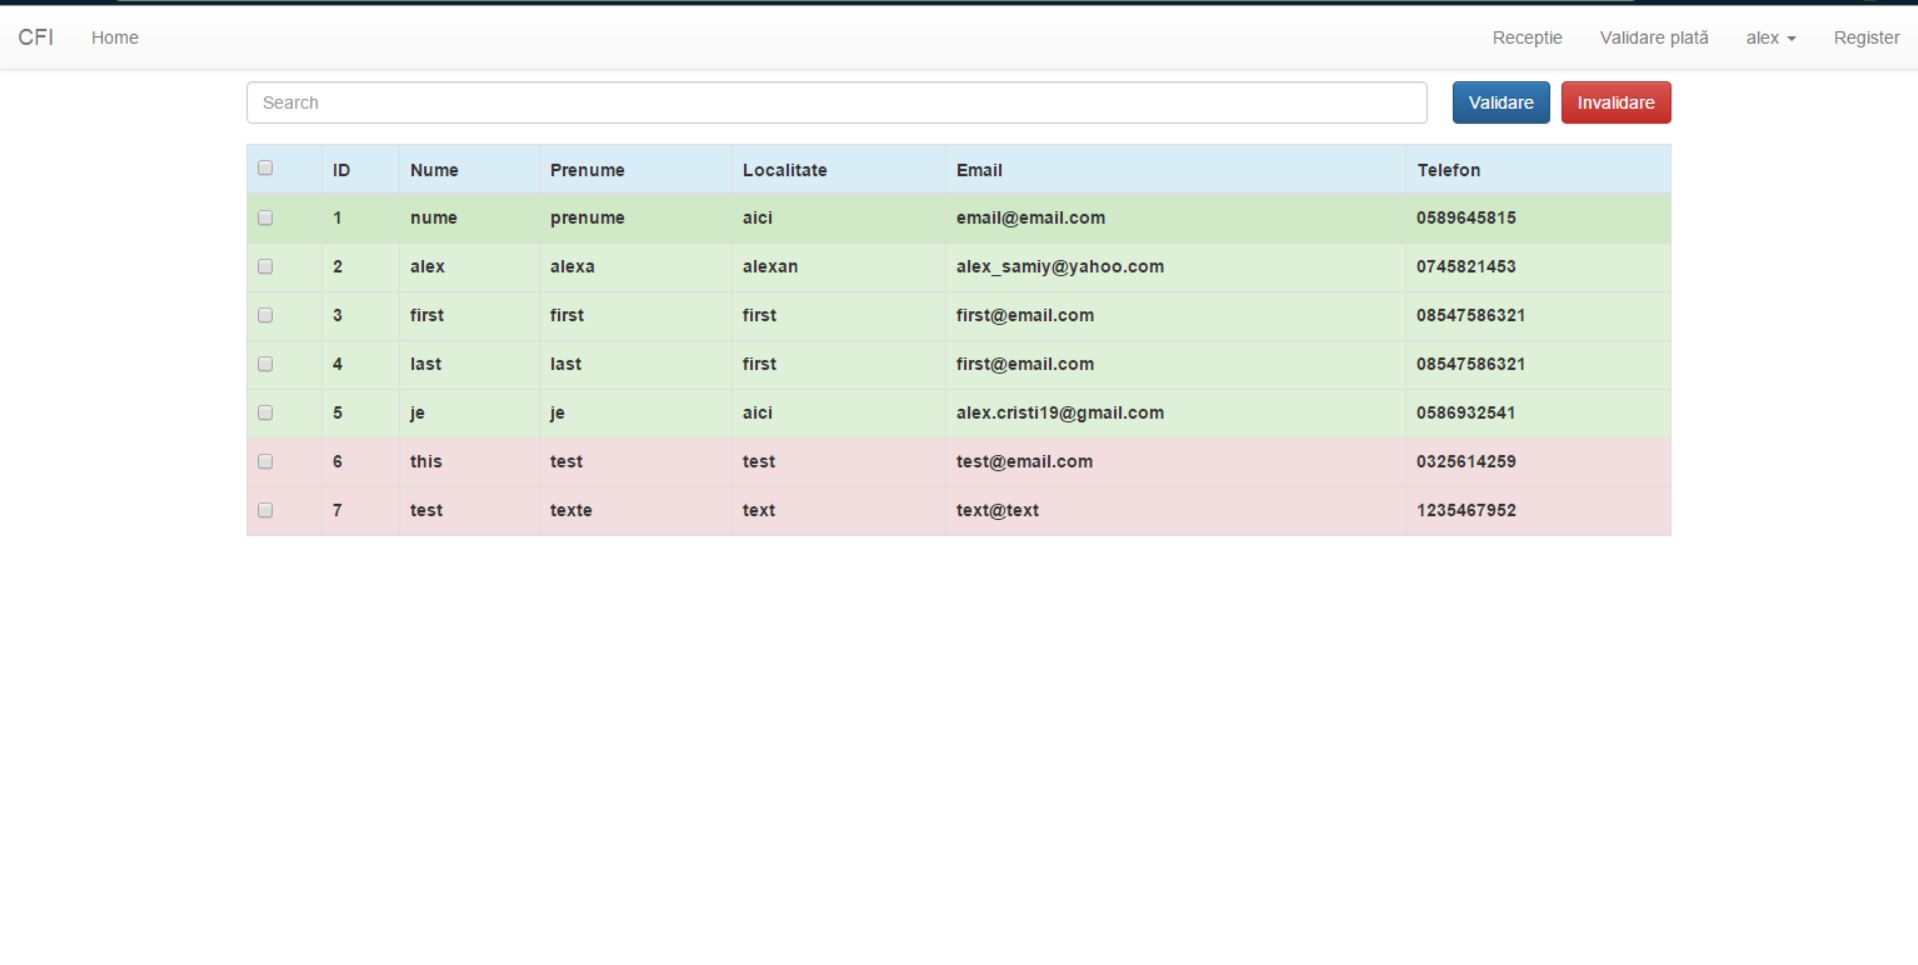 CFI Home Receptie Validare plată alex Register
Search Validare Invalidare
ID Nume Prenume Localitate Email Telefon
1 nume prenume aici email@email.com 0589645815
2 alex alexa alexan alex_samiy@yahoo.com 0745821453
3 first first first first@email.com 08547586321
4 last last first first@email.com 08547586321
5 je je aici alex.cristi19@gmail.com 0586932541
6 this test test test@email.com 0325614259
7 test texte text text@text 1235467952